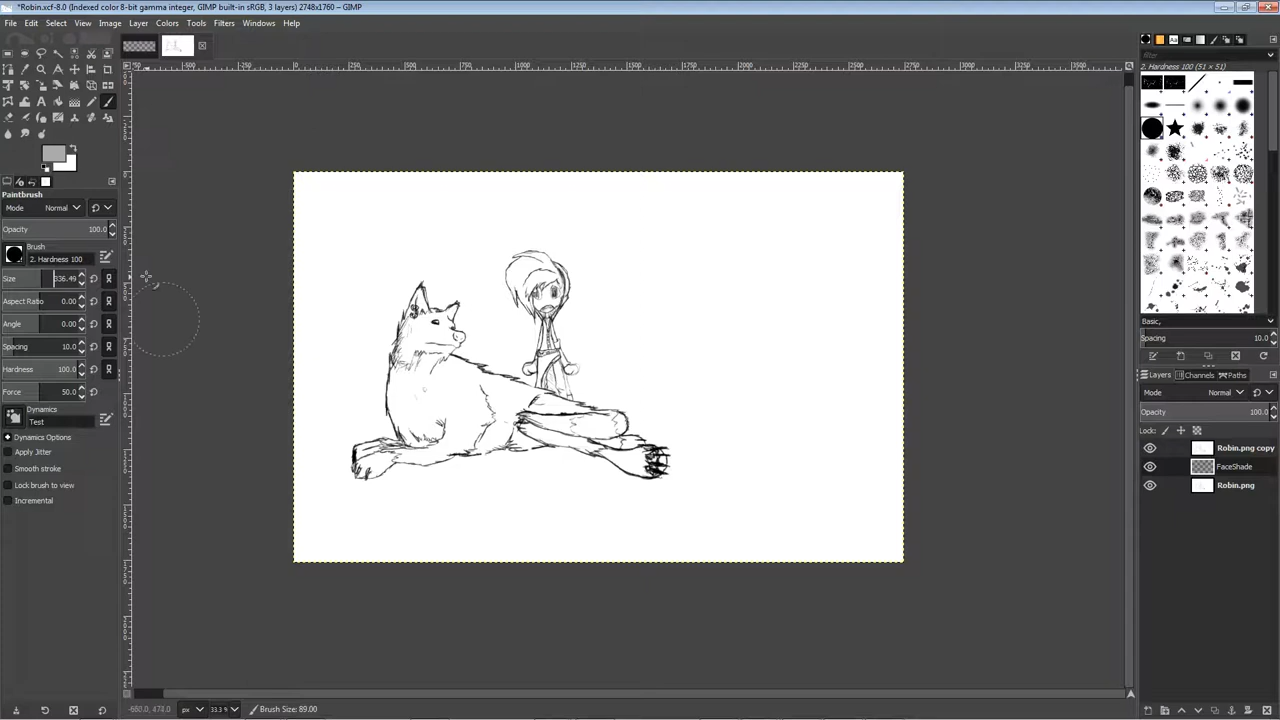 *Robin.xcf-8.0 (Indexed color 8-bit gamma integer, GIMP built-in sRGB, 3 layers) 2748x1760 – GIMP
File Edit Select View Image Layer Colors Tools Filters Windows Help
filter
2. Hardness 100 (51 × 51)
Paintbrush
Mode Normal
Opacity 100.0
Brush
2. Hardness 100
Size 336.49
Aspect Ratio 0.00
Angle 0.00
Spacing 10.0
Hardness 100.0
Force 50.0
Dynamics
Test
Dynamics Options
Apply Jitter
Smooth stroke
Lock brush to view
Incremental
Basic,
Spacing 10.0
Layers Channels Paths
Mode Normal
Opacity 100.0
Lock:
Robin.png copy
FaceShade
Robin.png
px 33.3 % Brush Size: 89.00